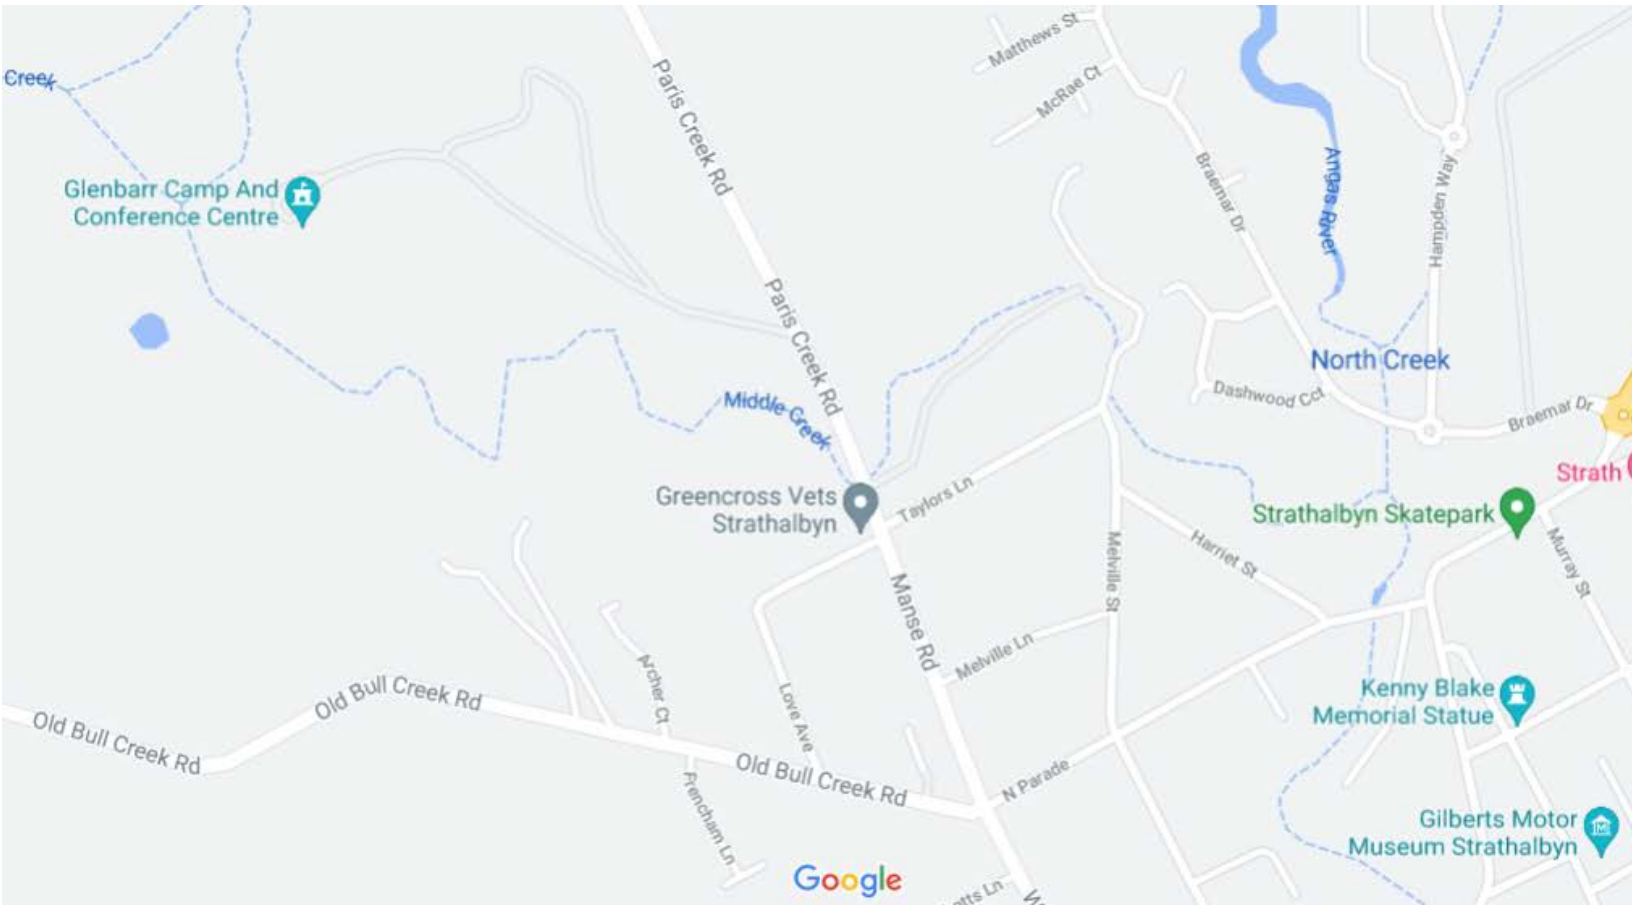 Matthews St
McRae Ct
Creek
Paris Creek Rd
Braemar Dr
Angas River
Hampden Way
Glenbarr Camp And
Conference Centre
Paris Creek Rd
North Creek
Dashwood Cct
Middle Creek
Braemar Dr
Strath
Greencross Vets
Strathalbyn
Taylors Ln
Strathalbyn Skatepark
Harriet St
Melville St
Murray St
Manse Rd
Melville Ln
Archer Ct
Love Ave
Old Bull Creek Rd
Old Bull Creek Rd
Kenny Blake
Memorial Statue
Old Bull Creek Rd
N Parade
Frencham Ln
Gilberts Motor
Museum Strathalbyn
Google